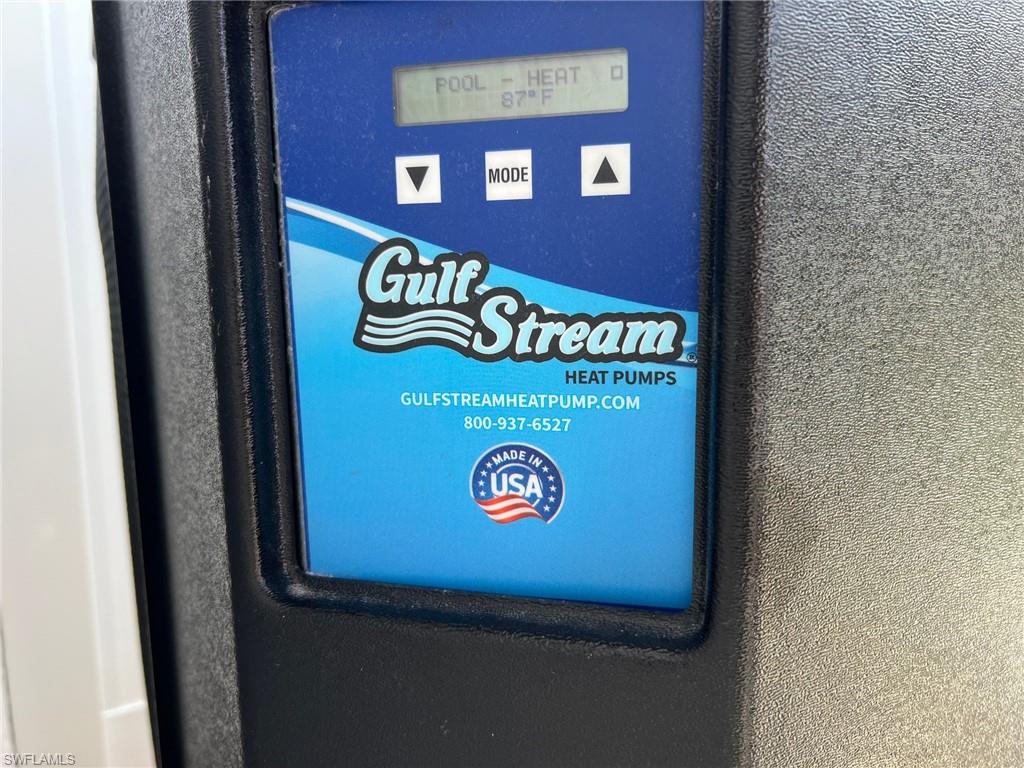 POOL - HEAT
87°F
MODE
Gulf
Stream®
HEAT PUMPS
GULFSTREAMHEATPUMP.COM
800-937-6527
MADE IN
USA
SWFLAMLS